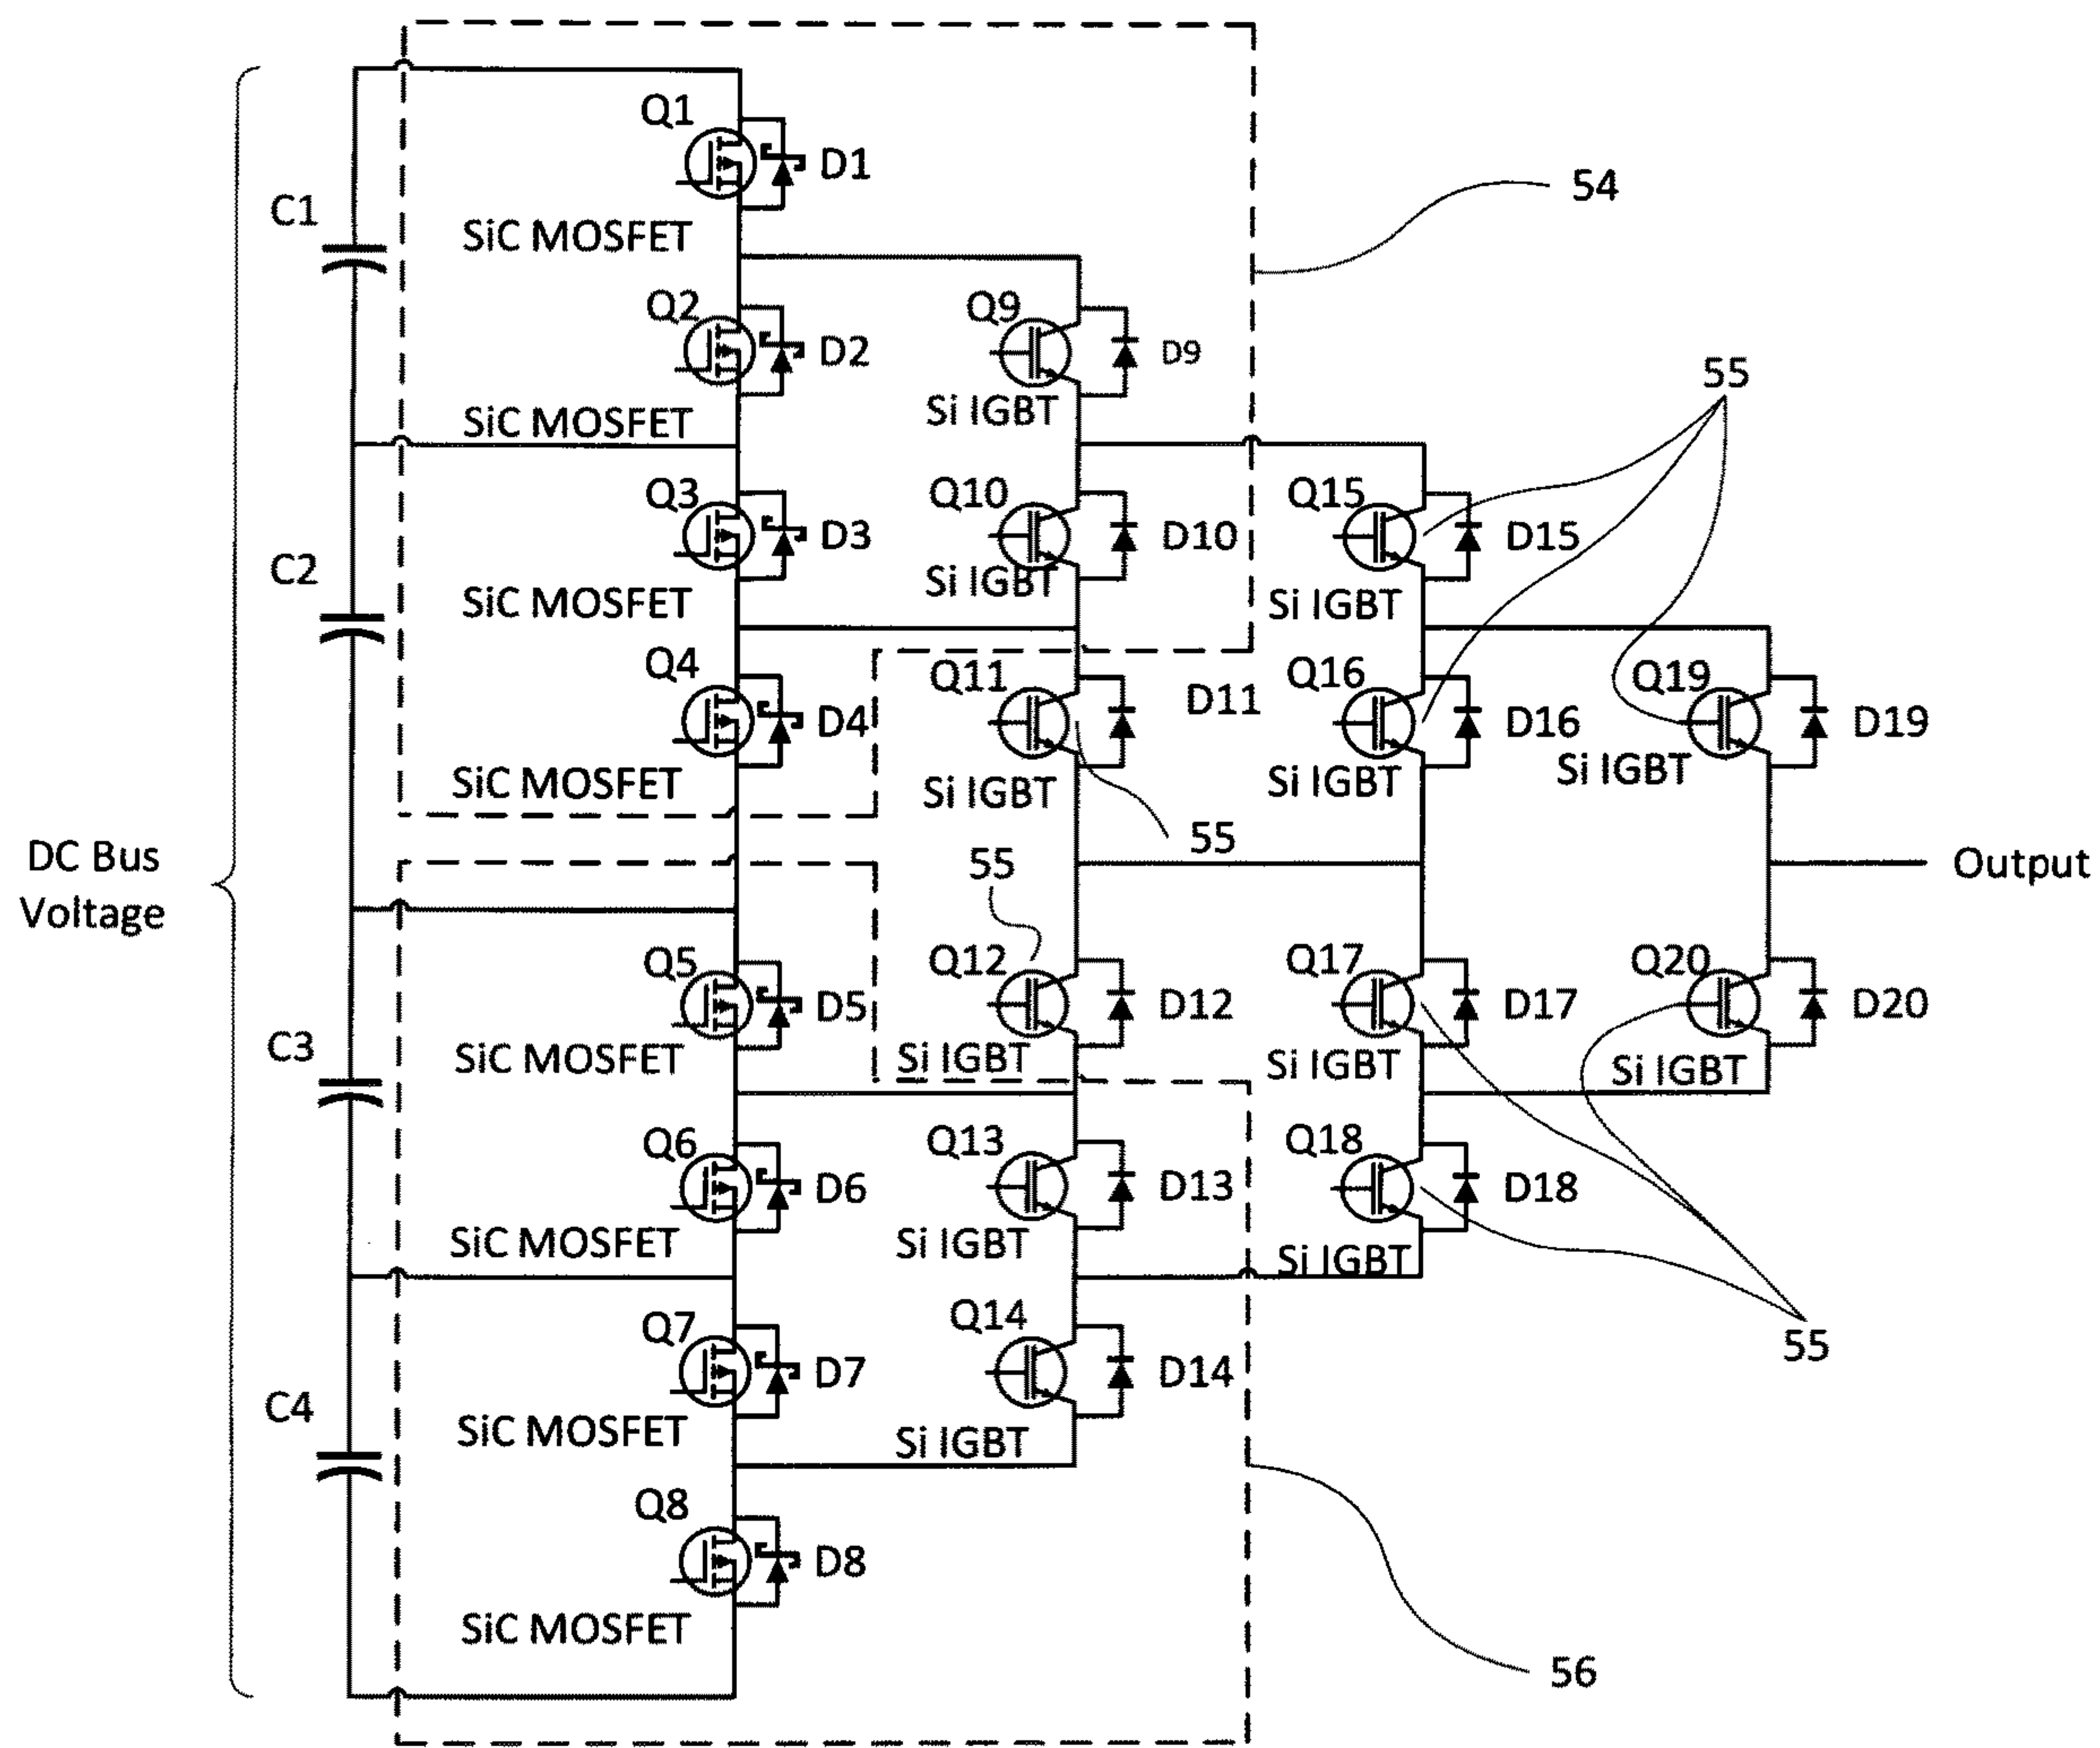 Q1
D1
54
C1
SiC MOSFET
Q2
D2
Q9
D9
Si IGBT
SiC MOSFET
55
Q3
D3
Q10
D10
Q15
D15
C2
SiC MOSFET
Si IGBT
Si IGBT
Q4
D4
Q11
D11
Q16
D16
Q19
D19
SiC MOSFET
Si IGBT
Si IGBT
Si IGBT
55
55
DC Bus
Voltage
Output
Q5
D5
Q12
D12
Q17
D17
Q20
D20
C3
SiC MOSFET
Si IGBT
Si IGBT
Si IGBT
Q6
D6
Q13
D13
Q18
D18
SiC MOSFET
Si IGBT
Si IGBT
Q7
D7
Q14
D14
55
C4
SiC MOSFET
Si IGBT
Q8
D8
SiC MOSFET
56